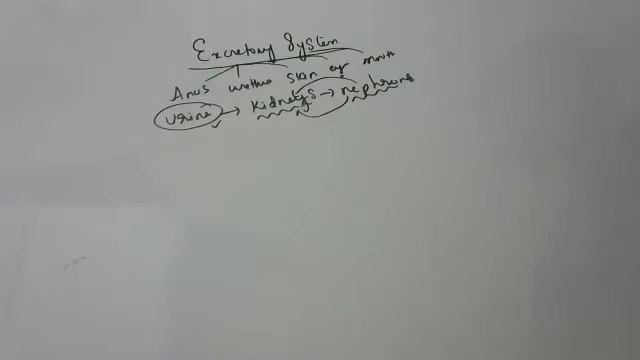 Excretory System
Anus urethra skin eye mouth
urine → kidneys → nephrons